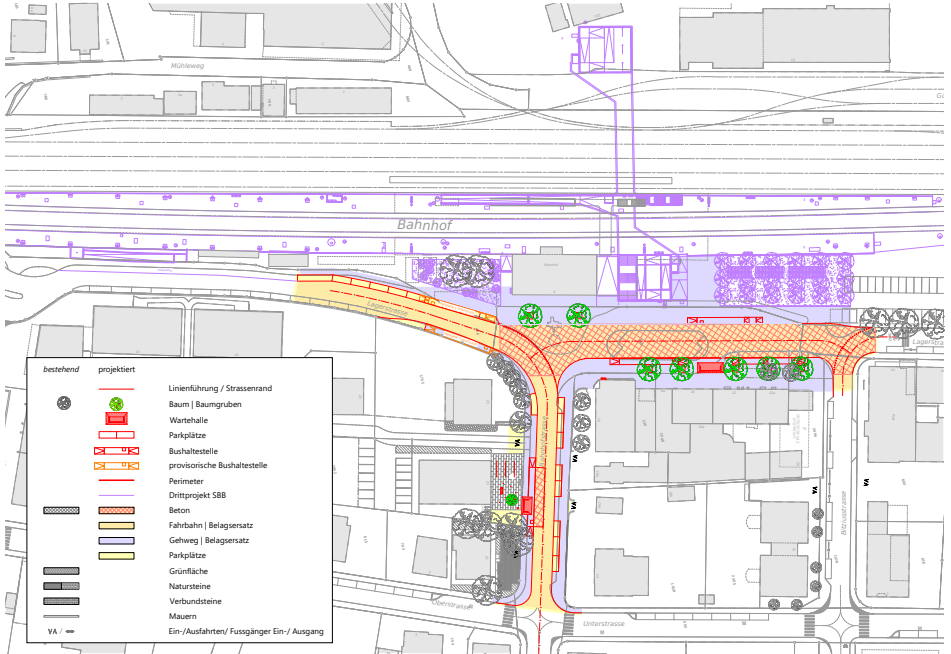 Mühleweg
Bahnhof
Lagerstrasse
Bahnhofstrasse
Bitziusstrasse
Oberstrasse
Unterstrasse
bestehend projektiert
Linienführung / Strassenrand
Baum | Baumgruben
Wartehalle
Parkplätze
Bushaltestelle
provisorische Bushaltestelle
Perimeter
Drittprojekt SBB
Beton
Fahrbahn | Belagsersatz
Gehweg | Belagsersatz
Parkplätze
Grünfläche
Natursteine
Verbundsteine
Mauern
Ein-/Ausfahrten/ Fussgänger Ein-/ Ausgang